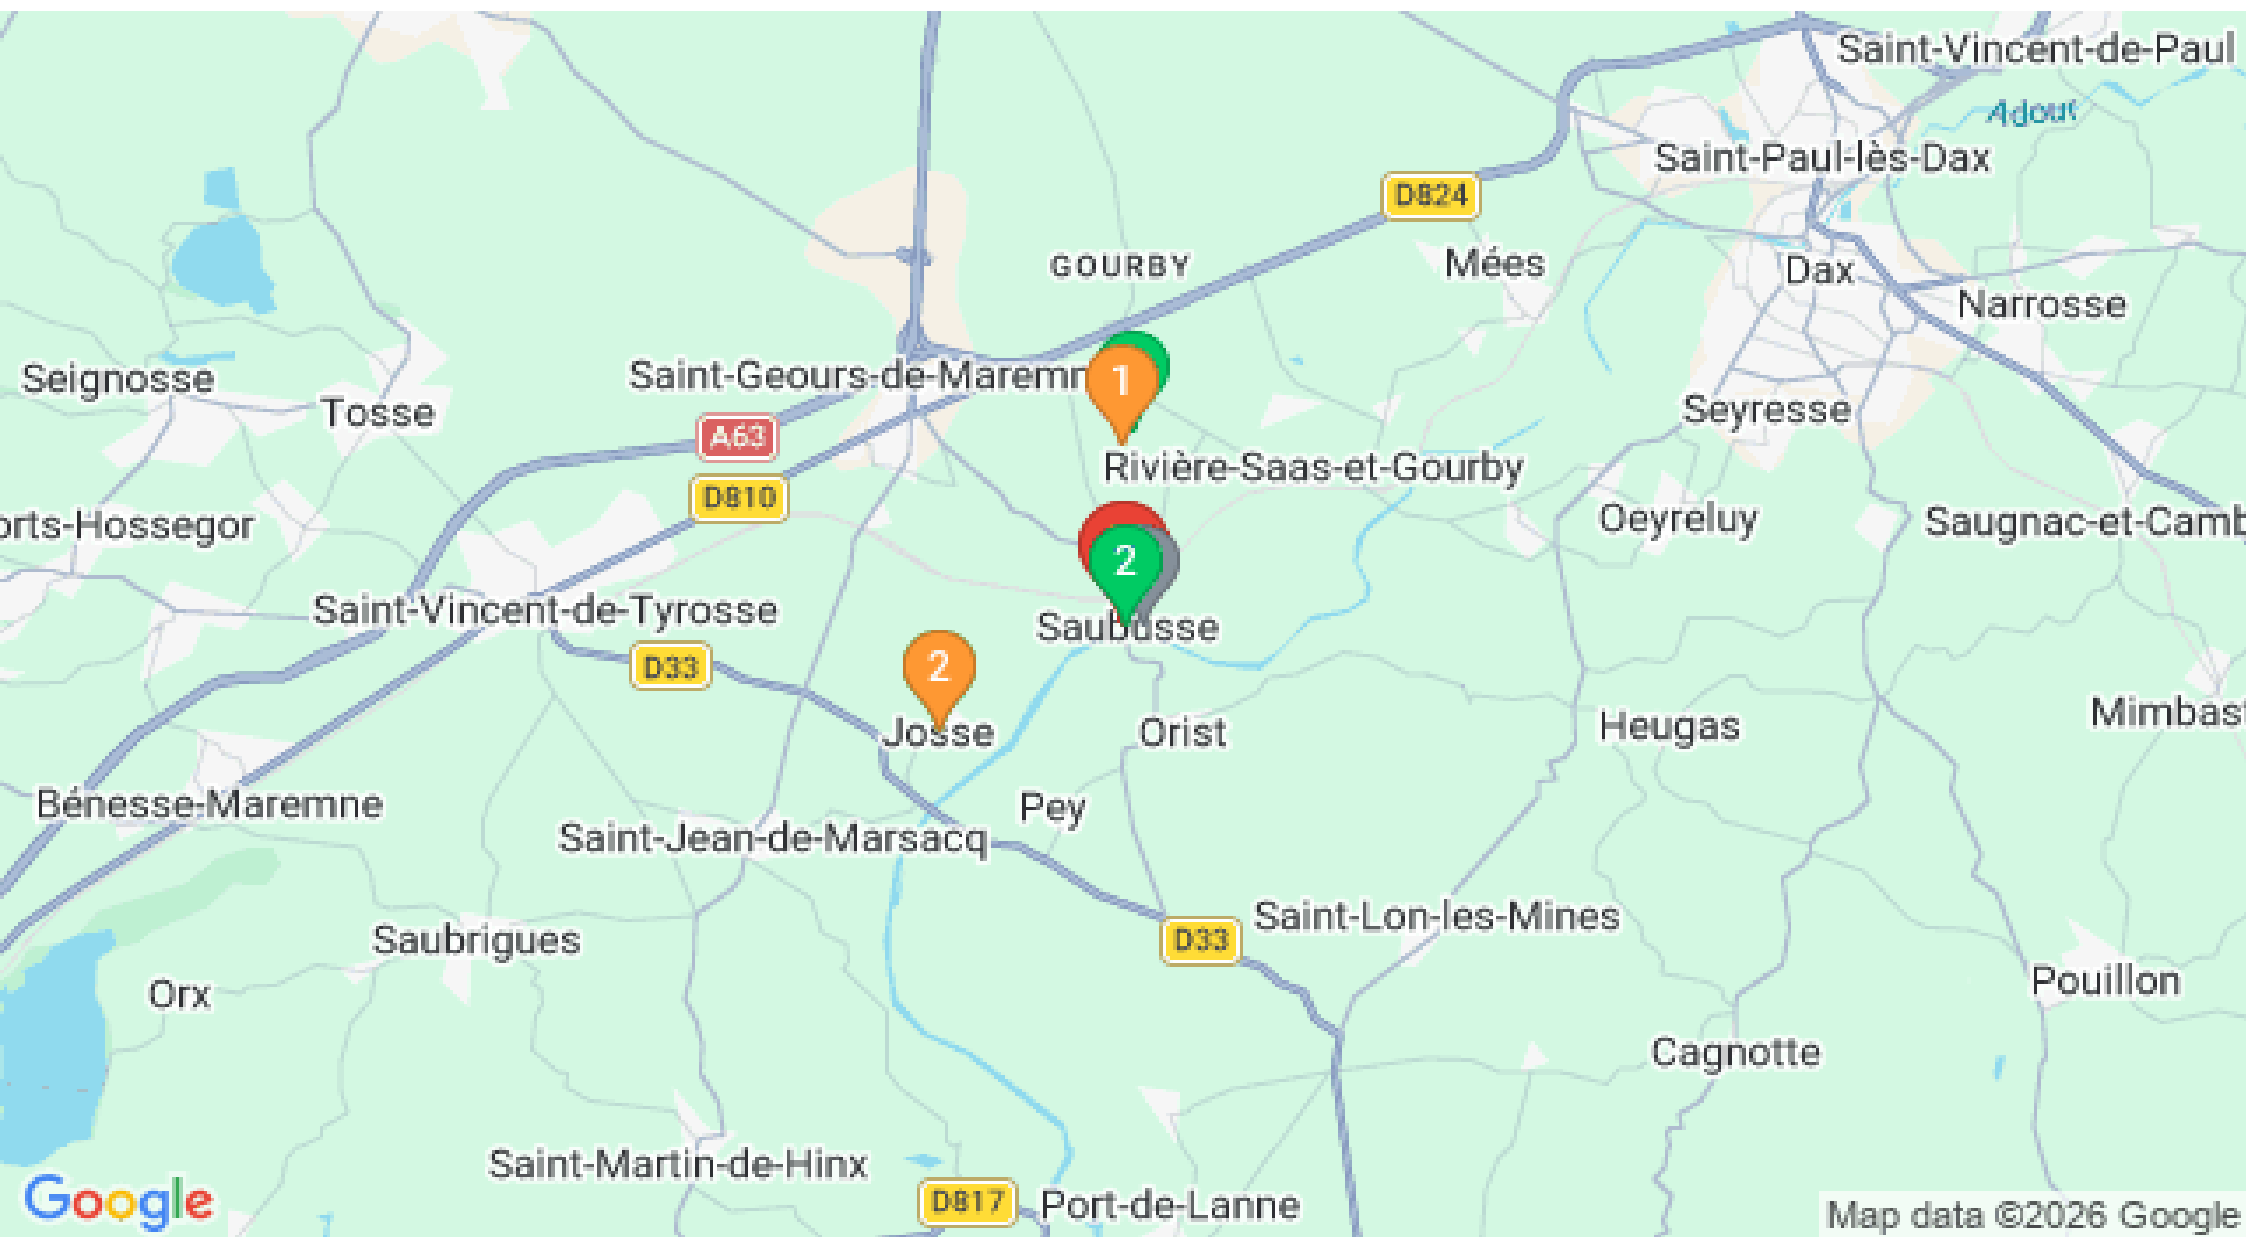 Saint-Vincent-de-Paul
Adour
Saint-Paul-lès-Dax
D824
GOURBY
Mées
Dax
Narrosse
Seignosse
Saint-Geours-de-Maremn
1
Tosse
Seyresse
A63
Rivière-Saas-et-Gourby
D810
orts-Hossegor
Oeyreluy
Saugnac-et-Camb
2
Saint-Vincent-de-Tyrosse
Saubusse
D33
2
Josse
Orist
Heugas
Mimbast
Bénesse-Maremne
Pey
Saint-Jean-de-Marsacq
Saint-Lon-les-Mines
Saubrigues
D33
Orx
Pouillon
Cagnotte
Saint-Martin-de-Hinx
D817
Port-de-Lanne
Google
Map data ©2026 Google